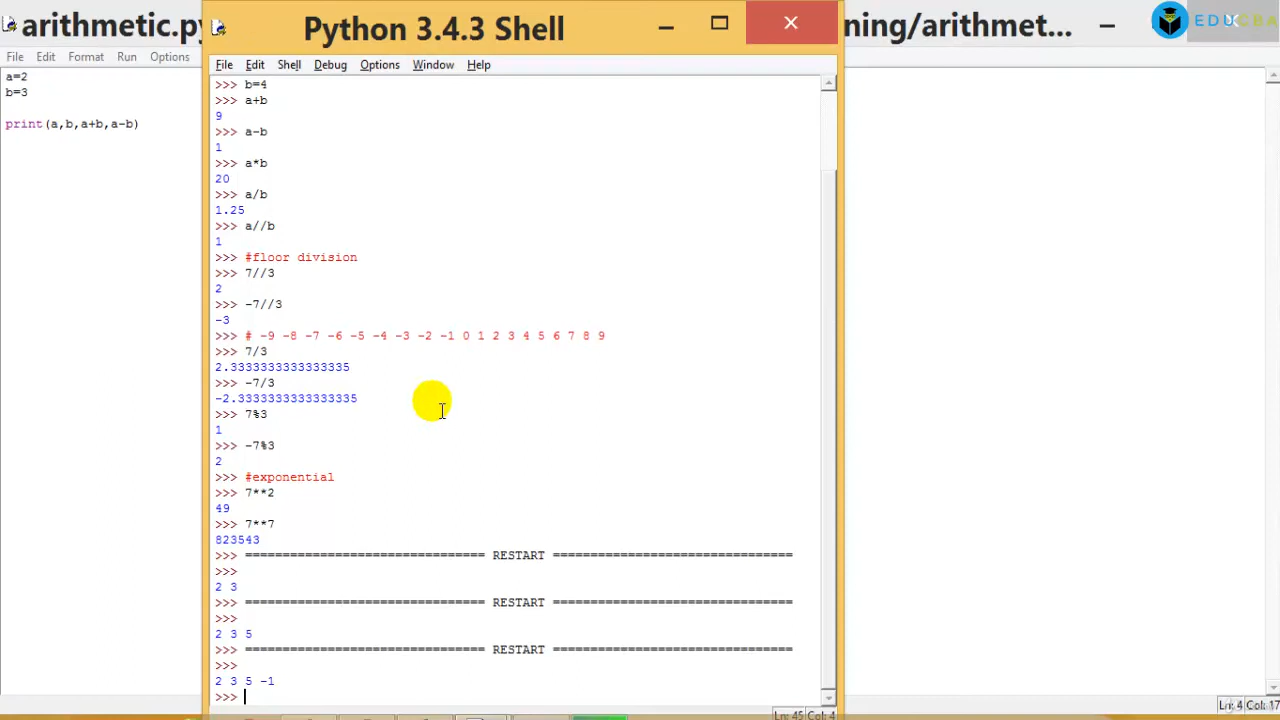 arithmetic.py
Python 3.4.3 Shell
ning/arithmet...
EDUCBA
File Edit Format Run Options
File Edit Shell Debug Options Window Help
a=2
b=3
print(a,b,a+b,a-b)
>>> b=4
>>> a+b
9
>>> a-b
1
>>> a*b
20
>>> a/b
1.25
>>> a//b
1
>>> #floor division
>>> 7//3
2
>>> -7//3
-3
>>> # -9 -8 -7 -6 -5 -4 -3 -2 -1 0 1 2 3 4 5 6 7 8 9
>>> 7/3
2.3333333333333335
>>> -7/3
-2.3333333333333335
>>> 7%3
1
>>> -7%3
2
>>> #exponential
>>> 7**2
49
>>> 7**7
823543
>>> ================================ RESTART ================================
>>>
2 3
>>> ================================ RESTART ================================
>>>
2 3 5
>>> ================================ RESTART ================================
>>>
2 3 5 -1
>>>
Ln: 45 Col: 4
Ln: 4 Col: 17